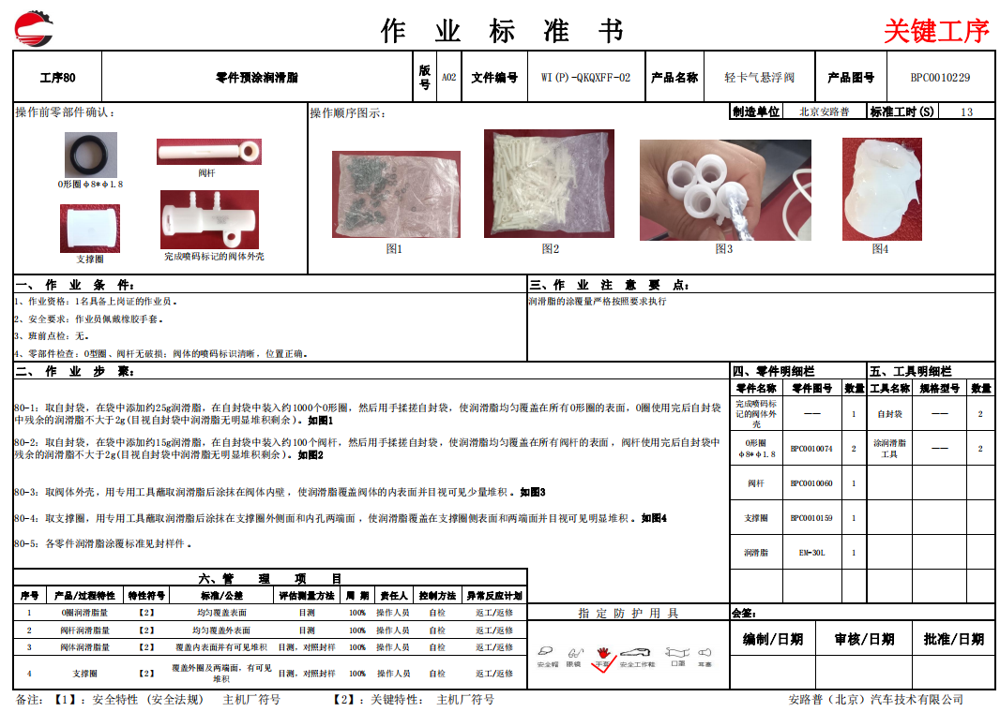 作 业 标 准 书
关键工序
工序80 零件预涂润滑脂 版号 A02 文件编号 WI(P)-QKQXFF-02 产品名称 轻卡气悬浮阀 产品图号 BPC0010229
操作前零部件确认：
操作顺序图示：
制造单位 北京安路普 标准工时(S) 13
O形圈φ8*φ1.8
阀杆
支撑圈
完成喷码标记的阀体外壳
图1
图2
图3
图4
一、 作 业 条 件：
1、作业资格：1名具备上岗证的作业员。
2、安全要求：作业员佩戴橡胶手套。
3、班前点检：无。
4、零部件检查：O型圈、阀杆无破损；阀体的喷码标识清晰，位置正确。
三、作 业 注 意 要 点：
润滑脂的涂覆量严格按照要求执行
二、 作 业 步 聚：
80-1：取自封袋，在袋中添加约25g润滑脂，在自封袋中装入约1000个O形圈，然后用手揉搓自封袋，使润滑脂均匀覆盖在所有O形圈的表面，O圈使用完后自封袋
中残余的润滑脂不大于2g(目视自封袋中润滑脂无明显堆积剩余)。如图1
80-2：取自封袋，在袋中添加约15g润滑脂，在自封袋中装入约100个阀杆，然后用手揉搓自封袋，使润滑脂均匀覆盖在所有阀杆的表面，阀杆使用完后自封袋中
残余的润滑脂不大于2g(目视自封袋中润滑脂无明显堆积剩余)。如图2
80-3：取阀体外壳，用专用工具蘸取润滑脂后涂抹在阀体内壁，使润滑脂覆盖阀体的内表面并目视可见少量堆积。如图3
80-4：取支撑圈，用专用工具蘸取润滑脂后涂抹在支撑圈外侧面和内孔两端面，使润滑脂覆盖在支撑圈侧表面和两端面并目视可见明显堆积。如图4
80-5：各零件润滑脂涂覆标准见封样件。
四、零件明细栏 五、工具明细栏
零件名称 零件图号 数量 工具名称 规格型号 数量
完成喷码标记的阀体外壳 —— 1 自封袋 —— 2
O形圈φ8*φ1.8 BPC0010074 2 涂润滑脂工具 —— 2
阀杆 BPC0010060 1
支撑圈 BPC0010159 1
润滑脂 EM-30L 1
六、管 理 项 目
序号 产品/过程特性 特性符号 标准/公差 评估测量方法 周 期 责任人 控制方法 异常反应计划
1 O圈润滑脂量 【2】 均匀覆盖表面 目测 100% 操作人员 自检 返工/返修
2 阀杆润滑脂量 【2】 均匀覆盖外表面 目测 100% 操作人员 自检 返工/返修
3 阀体润滑脂量 【2】 覆盖内表面并有可见堆积 目测，对照封样 100% 操作人员 自检 返工/返修
4 支撑圈 【2】 覆盖外圈及两端面，有可见堆积 目测，对照封样 100% 操作人员 自检 返工/返修
指 定 防 护 用 具
安全帽 眼镜 手套 安全工作鞋 口罩 耳塞
会签：
编制/日期 审核/日期 批准/日期
备注：【1】：安全特性（安全法规） 主机厂符号 【2】：关键特性： 主机厂符号 安路普（北京）汽车技术有限公司